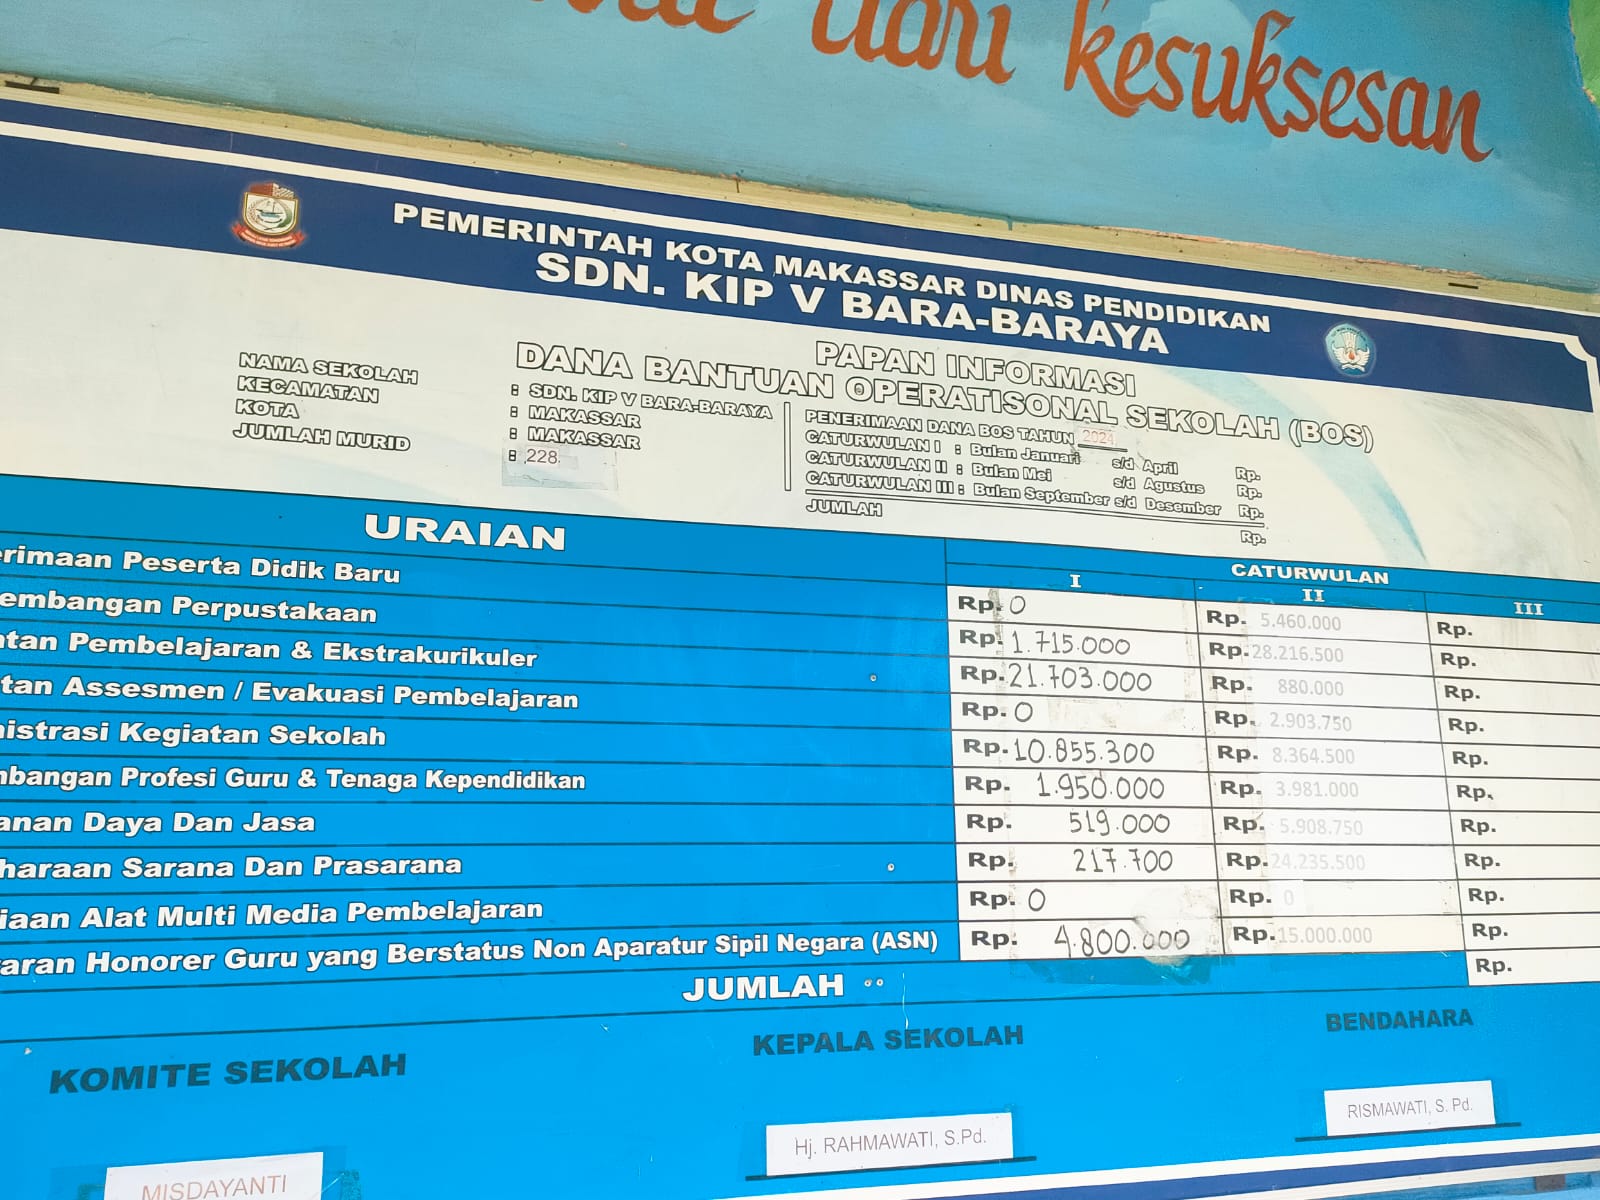 dari kesuksesan
PEMERINTAH KOTA MAKASSAR DINAS PENDIDIKAN
SDN. KIP V BARA-BARAYA
PAPAN INFORMASI
DANA BANTUAN OPERATISONAL SEKOLAH (BOS)
NAMA SEKOLAH : SDN. KIP V BARA-BARAYA
KECAMATAN : MAKASSAR
KOTA : MAKASSAR
JUMLAH MURID : 228
PENERIMAAN DANA BOS TAHUN 2024
CATURWULAN I : Bulan Januari s/d April Rp.
CATURWULAN II : Bulan Mei s/d Agustus Rp.
CATURWULAN III : Bulan September s/d Desember Rp.
JUMLAH Rp.
URAIAN
CATURWULAN
I II III
erimaan Peserta Didik Baru Rp. 0 Rp. 5.460.000 Rp.
embangan Perpustakaan Rp. 1.715.000 Rp. 28.216.500 Rp.
atan Pembelajaran & Ekstrakurikuler Rp. 21.703.000 Rp. 880.000 Rp.
tan Assesmen / Evakuasi Pembelajaran Rp. 0 Rp. 2.903.750 Rp.
nistrasi Kegiatan Sekolah Rp. 10.855.300 Rp. 8.364.500 Rp.
mbangan Profesi Guru & Tenaga Kependidikan Rp. 1.950.000 Rp. 3.981.000 Rp.
anan Daya Dan Jasa Rp. 519.000 Rp. 5.908.750 Rp.
haraan Sarana Dan Prasarana Rp. 217.700 Rp. 24.235.500 Rp.
iaan Alat Multi Media Pembelajaran Rp. 0 Rp. 0 Rp.
aran Honorer Guru yang Berstatus Non Aparatur Sipil Negara (ASN) Rp. 4.800.000 Rp. 15.000.000 Rp.
JUMLAH Rp.
KOMITE SEKOLAH
KEPALA SEKOLAH
BENDAHARA
MISDAYANTI
Hj. RAHMAWATI, S.Pd.
RISMAWATI, S. Pd.